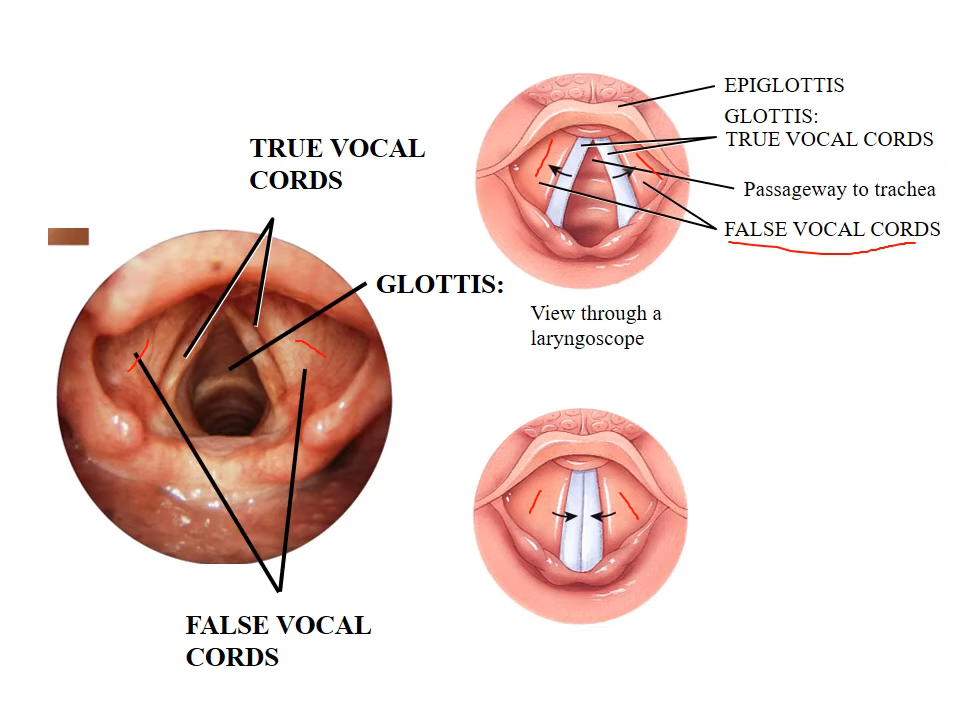 TRUE VOCAL
CORDS
GLOTTIS:
FALSE VOCAL
CORDS
EPIGLOTTIS
GLOTTIS:
TRUE VOCAL CORDS
Passageway to trachea
FALSE VOCAL CORDS
View through a
laryngoscope